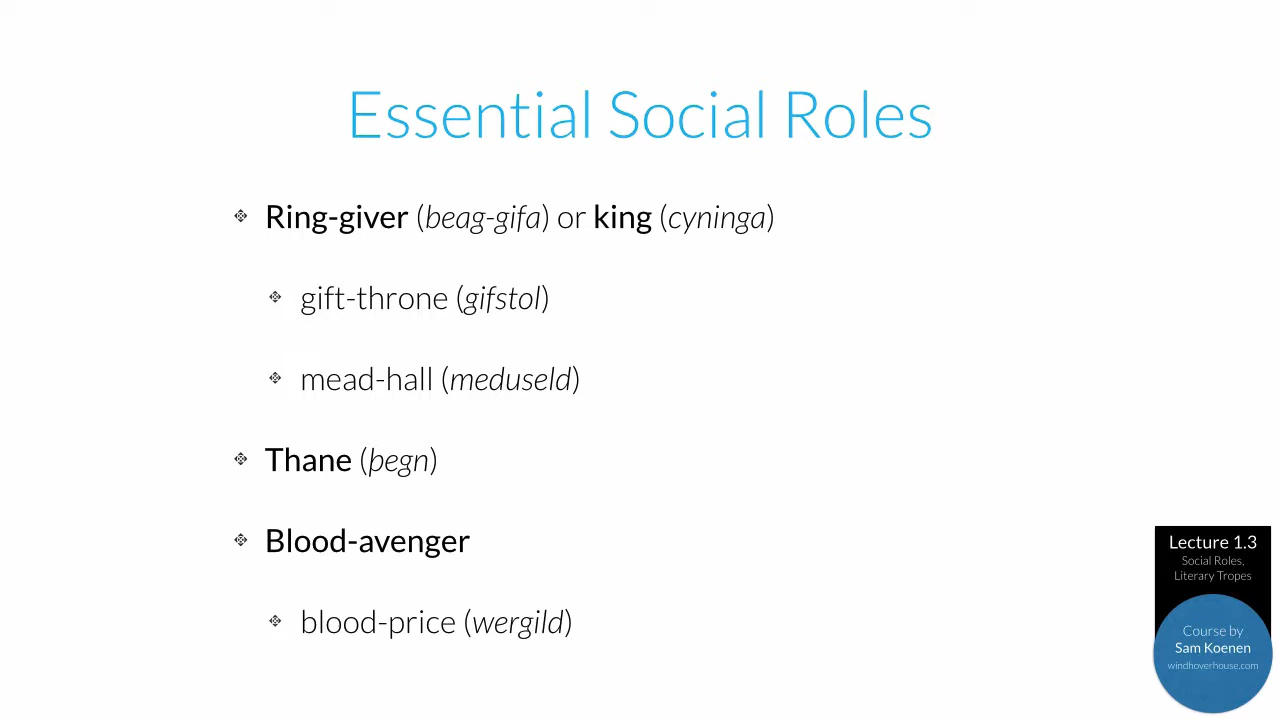 Essential Social Roles
Ring-giver (beag-gifa) or king (cyninga)
gift-throne (gifstol)
mead-hall (meduseld)
Thane (þegn)
Blood-avenger
blood-price (wergild)
Lecture 1.3
Social Roles,
Literary Tropes
Course by
Sam Koenen
windhoverhouse.com